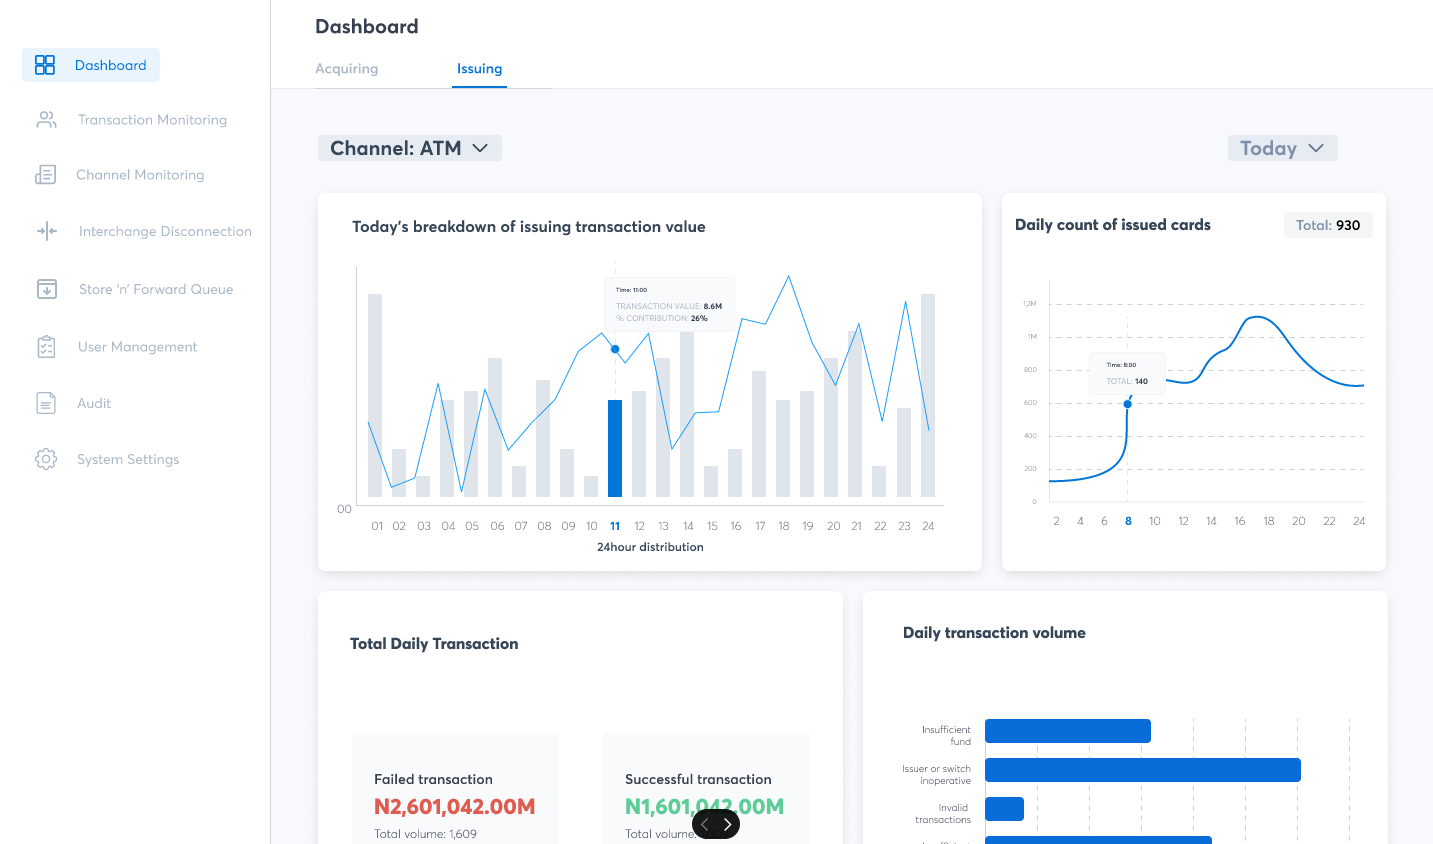 Dashboard
Transaction Monitoring
Channel Monitoring
Interchange Disconnection
Store 'n' Forward Queue
User Management
Audit
System Settings
Dashboard
Acquiring Issuing
Channel: ATM
Today
Today's breakdown of issuing transaction value
Time: 11:00
TRANSACTION VALUE: 8.6M
% CONTRIBUTION: 26%
00
01 02 03 04 05 06 07 08 09 10 11 12 13 14 15 16 17 18 19 20 21 22 23 24
24hour distribution
Daily count of issued cards
Total: 930
1,2M
1M
800
600
400
200
0
Time: 8:00
TOTAL: 140
2 4 6 8 10 12 14 16 18 20 22 24
Total Daily Transaction
Failed transaction
N2,601,042.00M
Total volume: 1,609
Successful transaction
N1,601,042.00M
Total volume:
Daily transaction volume
Insufficient
fund
Issuer or switch
inoperative
Invalid
transactions